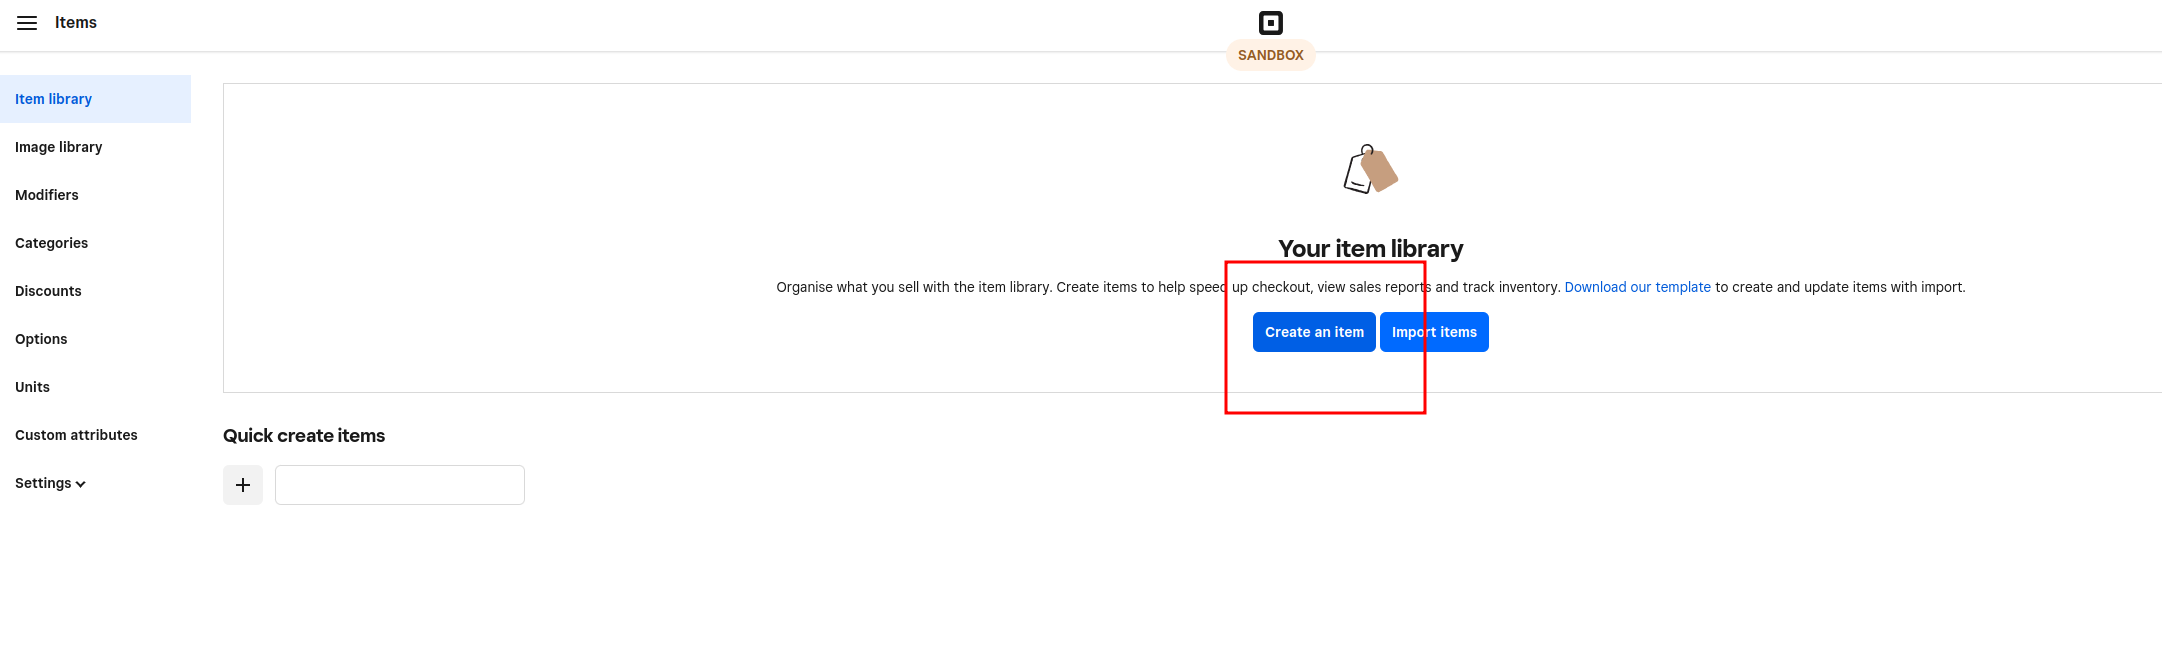 Items
SANDBOX
Item library
Image library
Modifiers
Categories
Discounts
Options
Units
Custom attributes
Settings
Your item library
Organise what you sell with the item library. Create items to help speed up checkout, view sales reports and track inventory. Download our template to create and update items with import.
Create an item
Import items
Quick create items